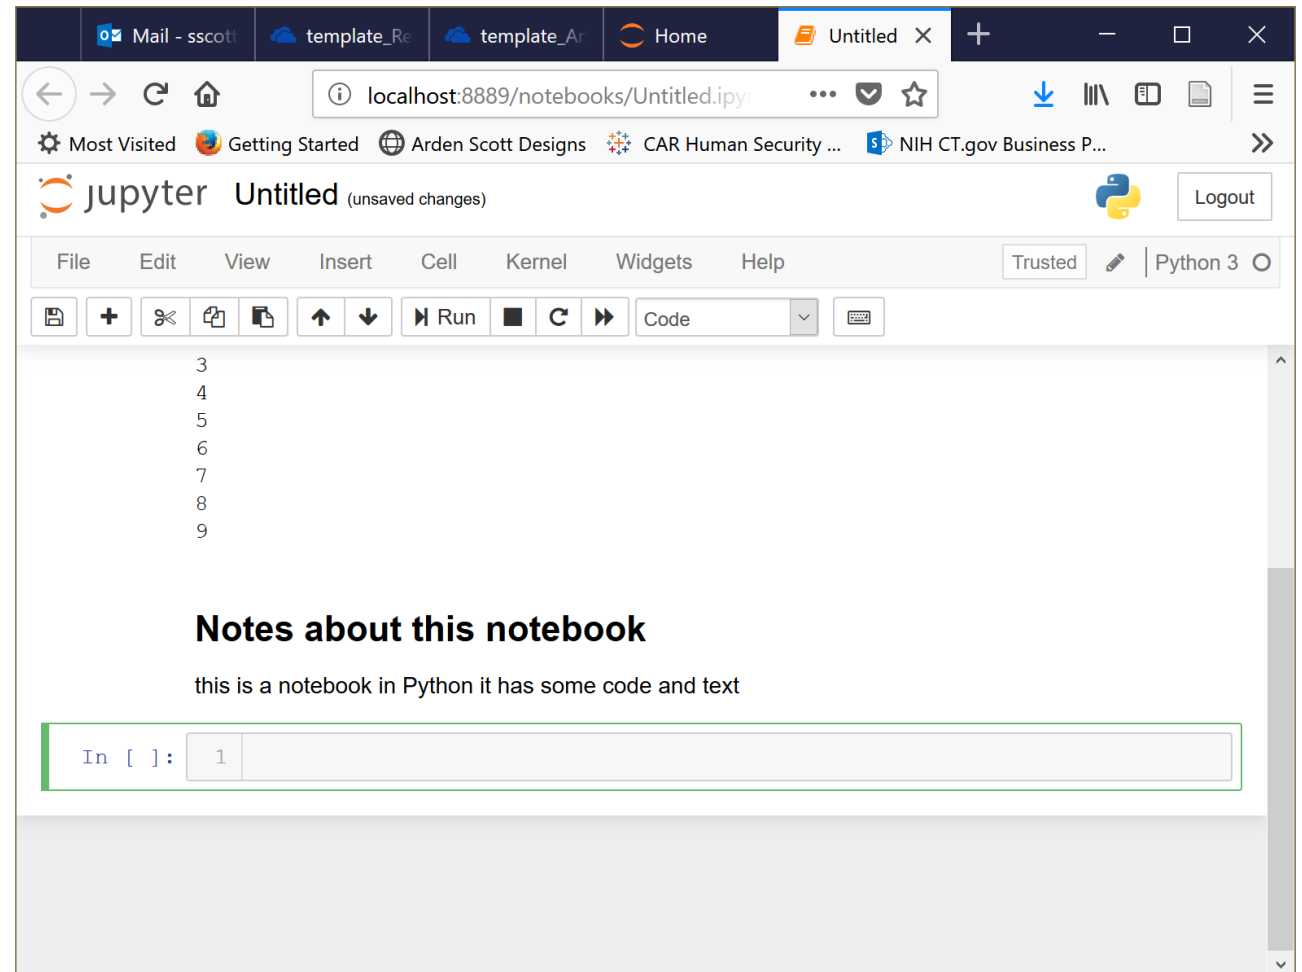 Mail - sscott
template_Re
template_Ar
Home
Untitled
localhost:8889/notebooks/Untitled.ipy
Most Visited
Getting Started
Arden Scott Designs
CAR Human Security ...
NIH CT.gov Business P...
jupyter Untitled (unsaved changes)
Logout
File Edit View Insert Cell Kernel Widgets Help
Trusted
Python 3
Run
Code
3
4
5
6
7
8
9
Notes about this notebook
this is a notebook in Python it has some code and text
In [ ]: 1